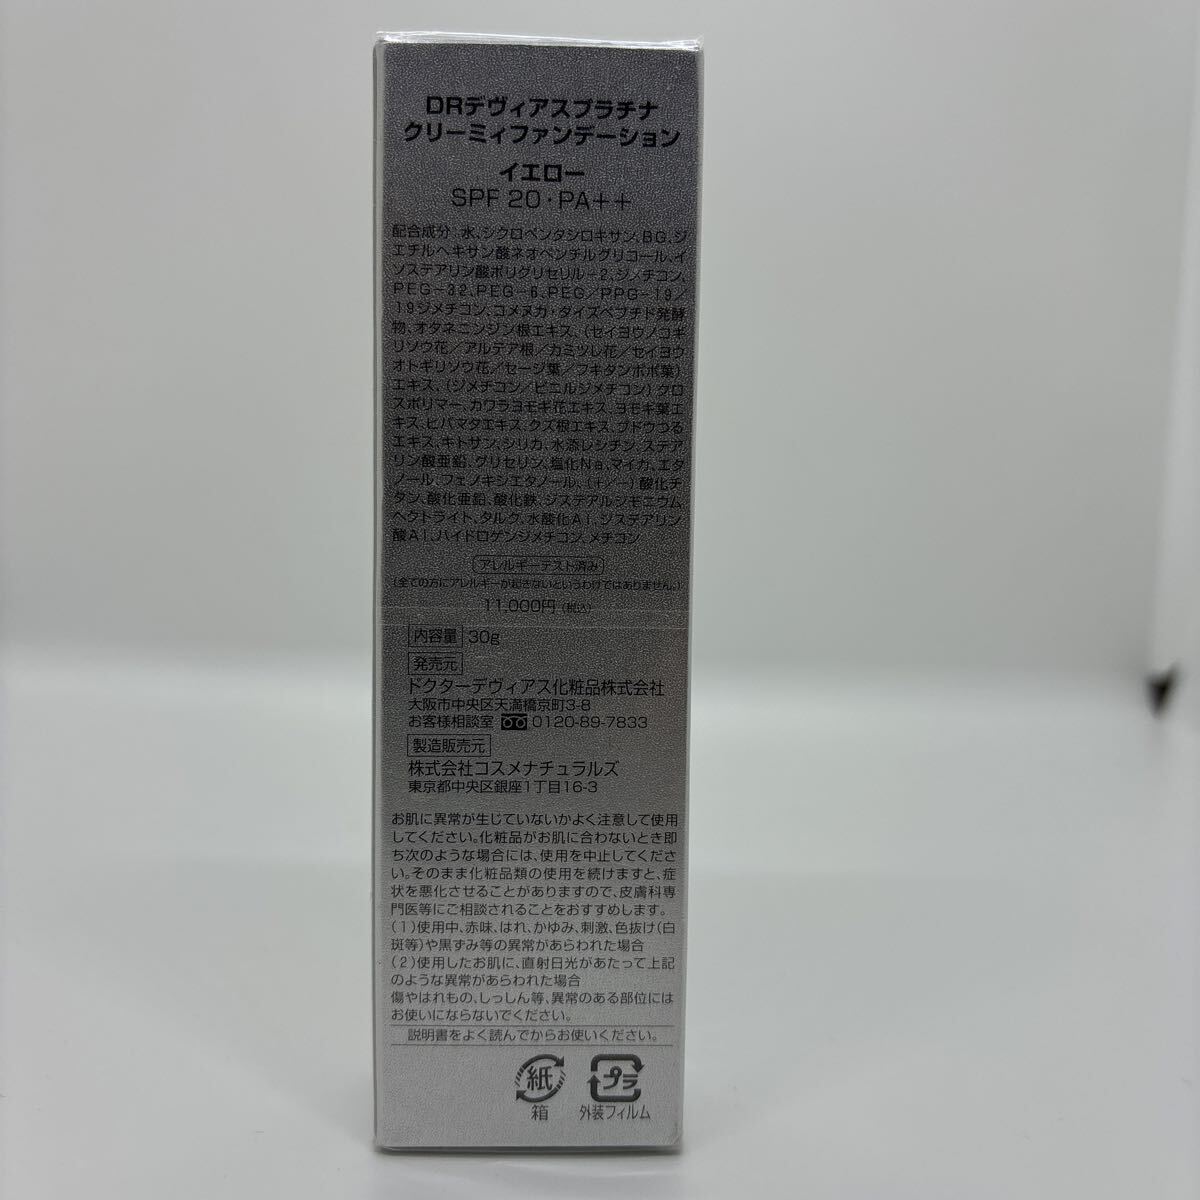 DRデヴィアスプラチナ
クリーミィファンデーション
イエロー
SPF 20・PA++
配合成分:水、シクロペンタシロキサン、BG、ジ
エチルヘキサン酸ネオペンチルグリコール、イ
ソステアリン酸ポリグリセリル-2、ジメチコン、
PEG-32、PEG-6、PEG/PPG-19/
19ジメチコン、コメヌカ・ダイズペプチド発酵
物、オタネニンジン根エキス、(セイヨウノコギ
リソウ花/アルテア根/カミツレ花/セイヨウ
オトギリソウ花/セージ葉/フキタンポポ葉)
エキス、(ジメチコン/ビニルジメチコン)クロ
スポリマー、カワラヨモギ花エキス、ヨモギ葉エ
キス、ヒバマタエキス、クズ根エキス、ブドウつる
エキス、キトサン、シリカ、水添レシチン、ステア
リン酸亜鉛、グリセリン、塩化Na、マイカ、エタ
ノール、フェノキシエタノール、(+/-)酸化チ
タン、酸化亜鉛、酸化鉄、ジステアルジモニウム
ヘクトライト、タルク、水酸化Al、ジステアリン
酸Al、ハイドロゲンジメチコン、メチコン
アレルギーテスト済み
(全ての方にアレルギーが起きないというわけではありません。)
11,000円(税込)
内容量 30g
発売元
ドクターデヴィアス化粧品株式会社
大阪市中央区天満橋京町3-8
お客様相談室 0120-89-7833
製造販売元
株式会社コスメナチュラルズ
東京都中央区銀座1丁目16-3
お肌に異常が生じていないかよく注意して使用
してください。化粧品がお肌に合わないとき即
ち次のような場合には、使用を中止してくださ
い。そのまま化粧品類の使用を続けますと、症
状を悪化させることがありますので、皮膚科専
門医等にご相談されることをおすすめします。
(1)使用中、赤味、はれ、かゆみ、刺激、色抜け(白
斑等)や黒ずみ等の異常があらわれた場合
(2)使用したお肌に、直射日光があたって上記
のような異常があらわれた場合
傷やはれもの、しっしん等、異常のある部位には
お使いにならないでください。
説明書をよく読んでからお使いください。
紙 プラ
箱 外装フィルム